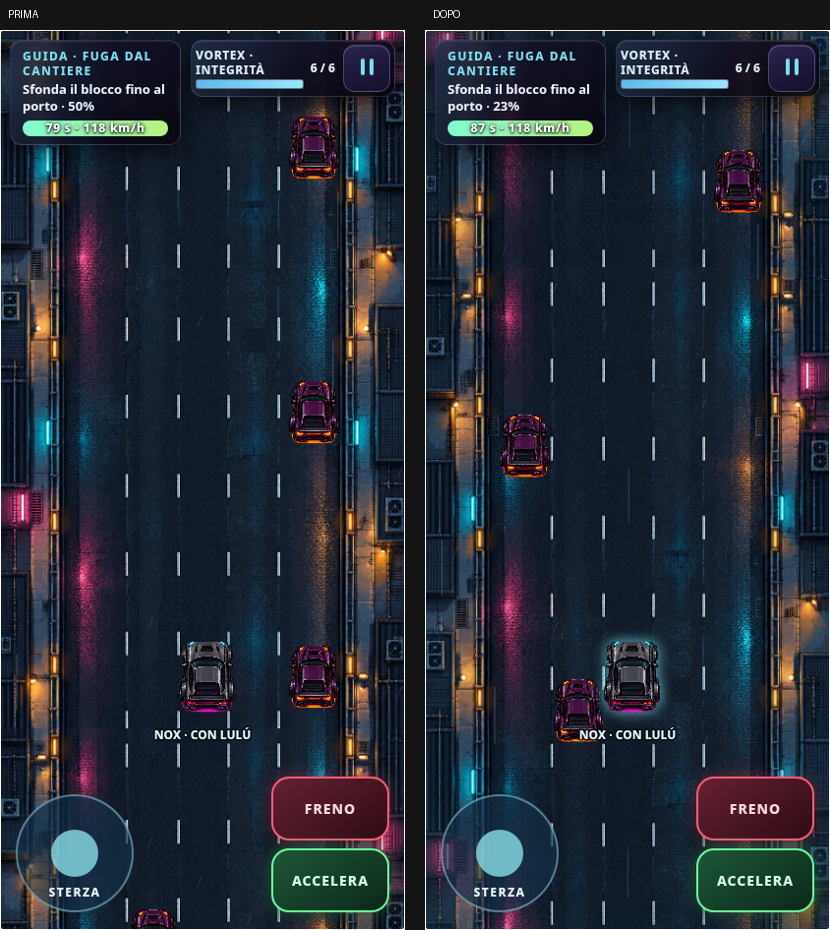 PRIMA
GUIDA · FUGA DAL
CANTIERE
Sfonda il blocco fino al
porto · 50%
79 s · 118 km/h
VORTEX ·
INTEGRITÀ
6 / 6
NOX · CON LULÚ
STERZA
FRENO
ACCELERA
DOPO
GUIDA · FUGA DAL
CANTIERE
Sfonda il blocco fino al
porto · 23%
87 s · 118 km/h
VORTEX ·
INTEGRITÀ
6 / 6
NOX · CON LULÚ
STERZA
FRENO
ACCELERA